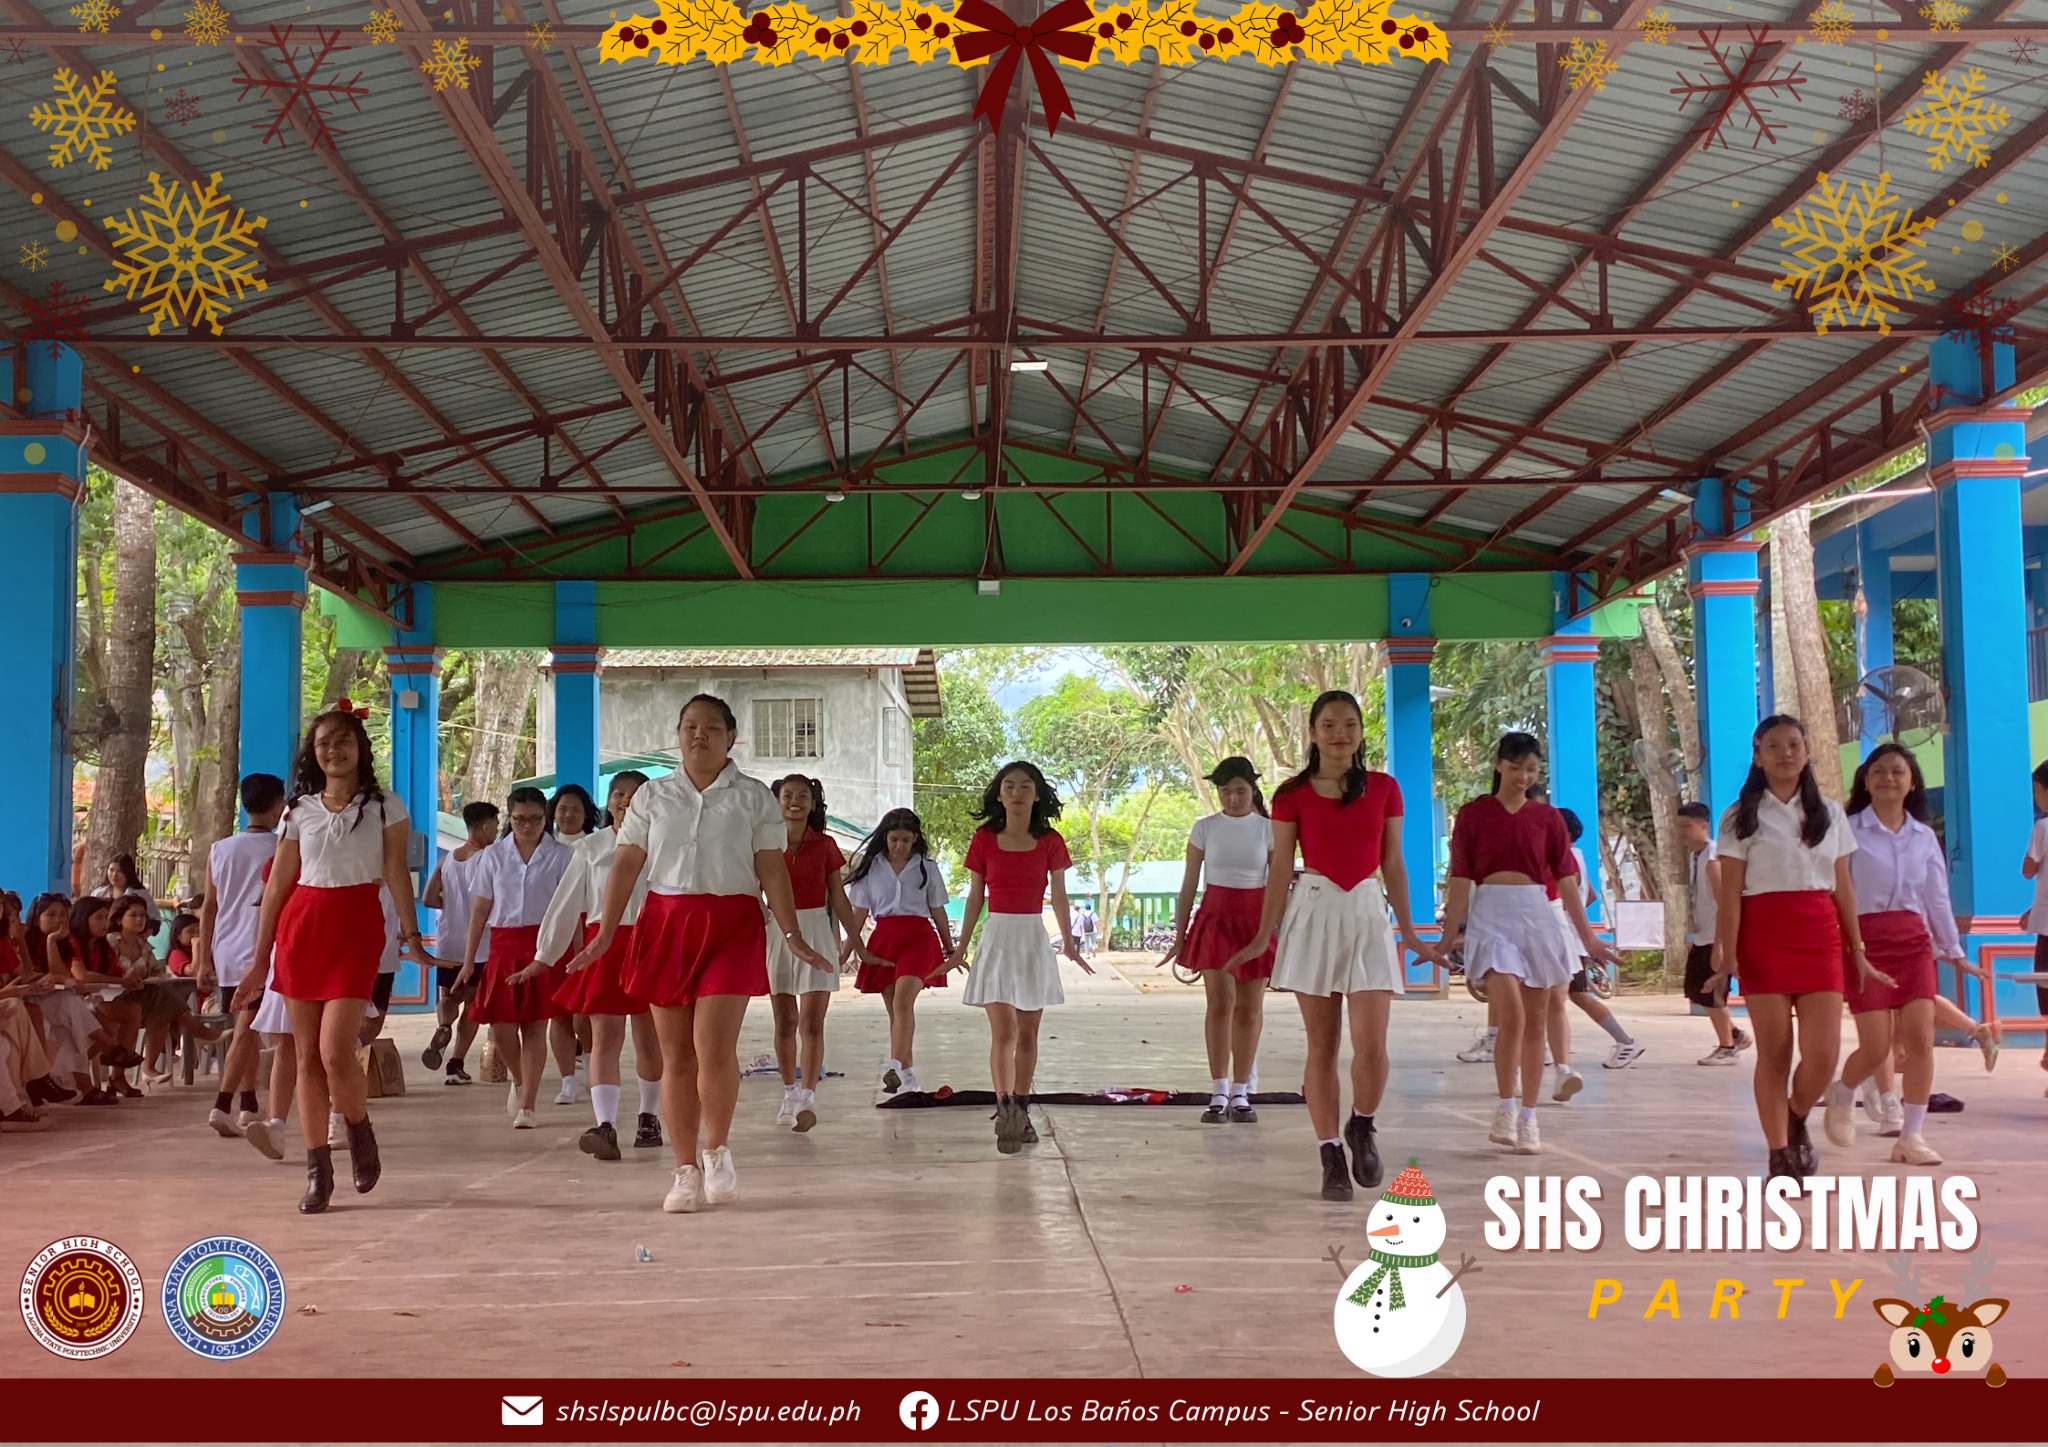 SHS CHRISTMAS
PARTY
SENIOR HIGH SCHOOL
LAGUNA STATE POLYTECHNIC UNIVERSITY
LAGUNA STATE POLYTECHNIC UNIVERSITY
1952
shslspulbc@lspu.edu.ph
LSPU Los Baños Campus - Senior High School